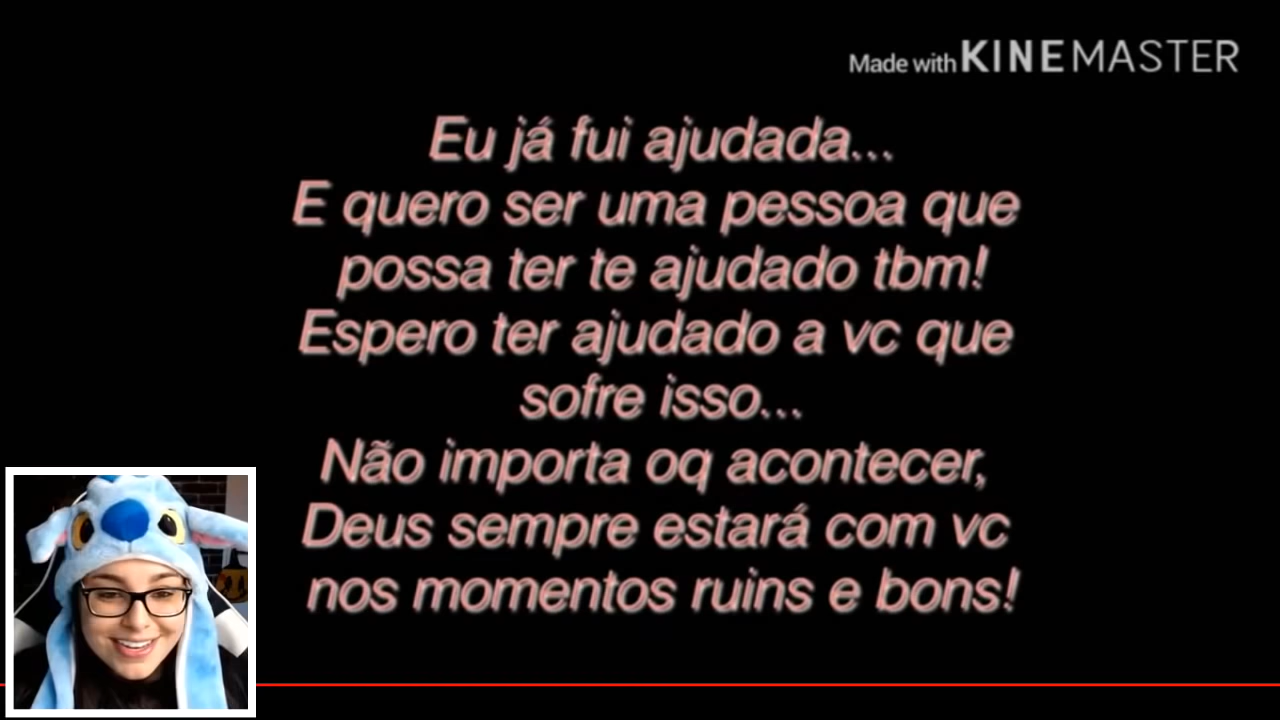 Made with KINEMASTER
Eu já fui ajudada...
E quero ser uma pessoa que
possa ter te ajudado tbm!
Espero ter ajudado a vc que
sofre isso...
Não importa oq acontecer,
Deus sempre estará com vc
nos momentos ruins e bons!